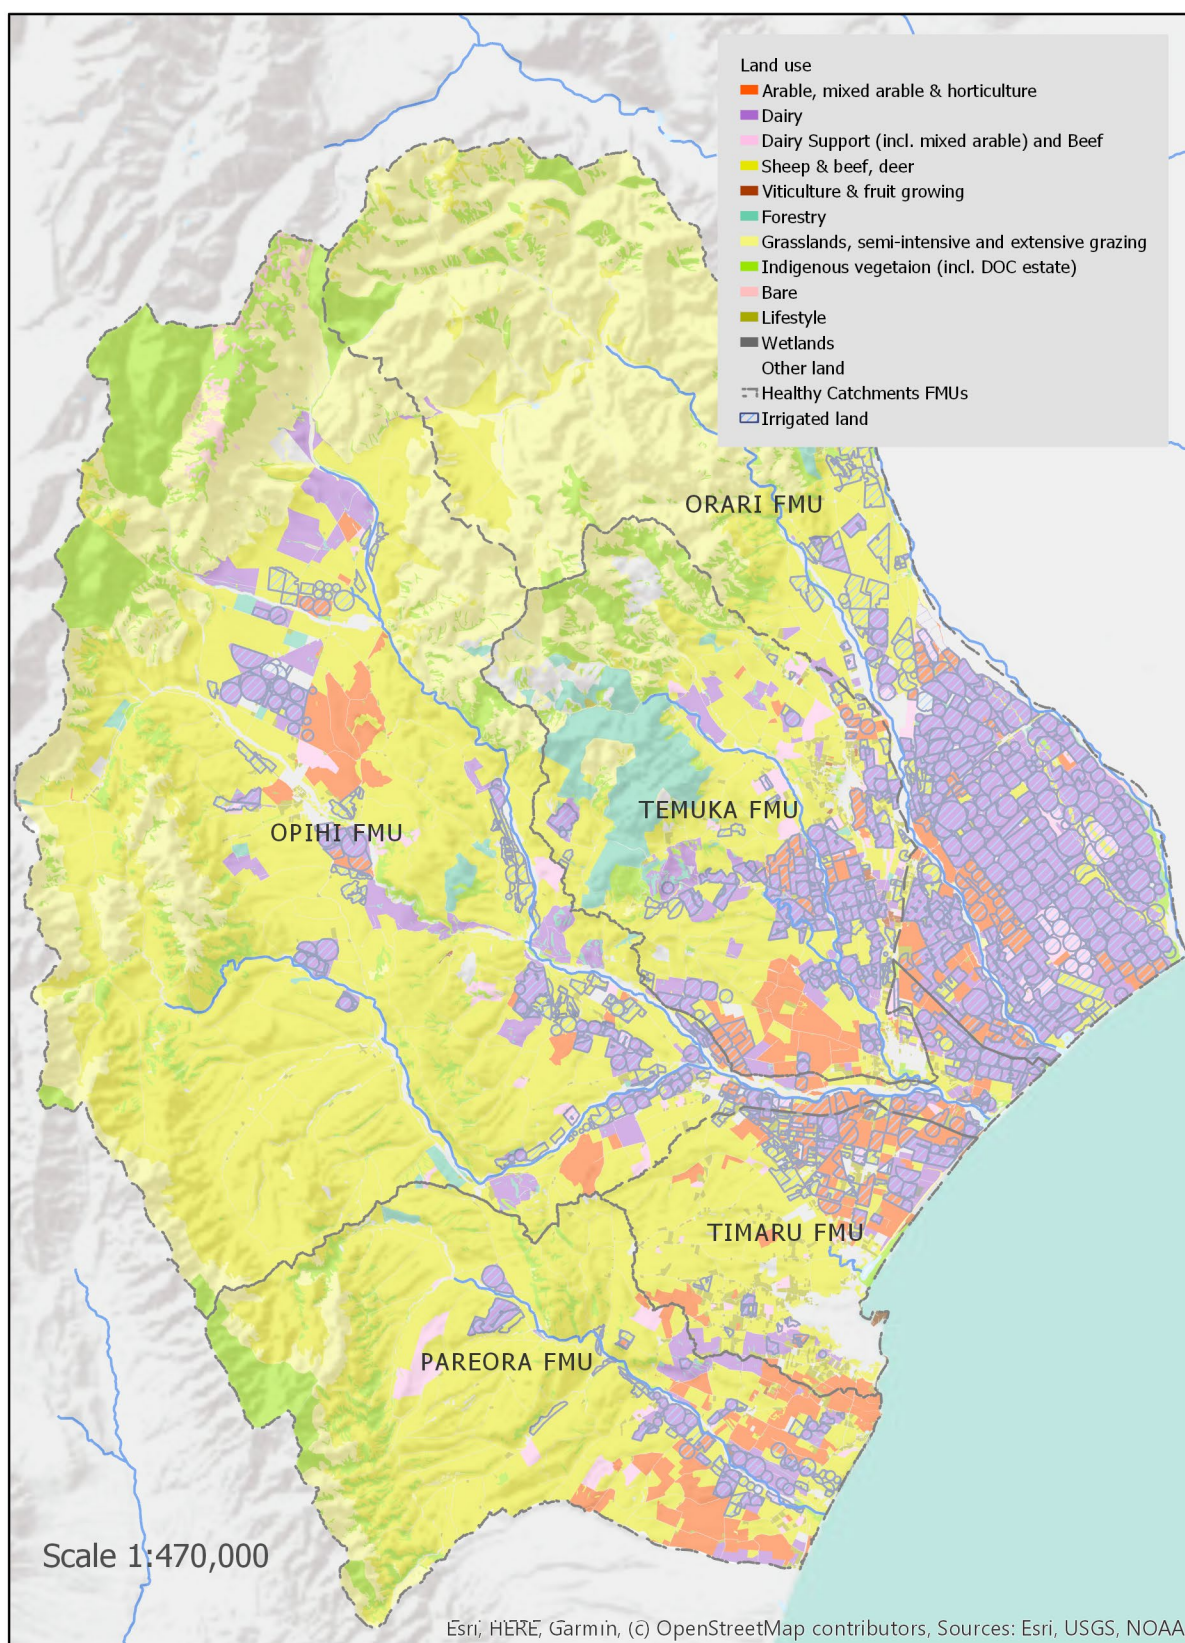 Land use
Arable, mixed arable & horticulture
Dairy
Dairy Support (incl. mixed arable) and Beef
Sheep & beef, deer
Viticulture & fruit growing
Forestry
Grasslands, semi-intensive and extensive grazing
Indigenous vegetaion (incl. DOC estate)
Bare
Lifestyle
Wetlands
Other land
Healthy Catchments FMUs
Irrigated land
ORARI FMU
TEMUKA FMU
OPIHI FMU
TIMARU FMU
PAREORA FMU
Scale 1:470,000
Esri, HERE, Garmin, (c) OpenStreetMap contributors, Sources: Esri, USGS, NOAA